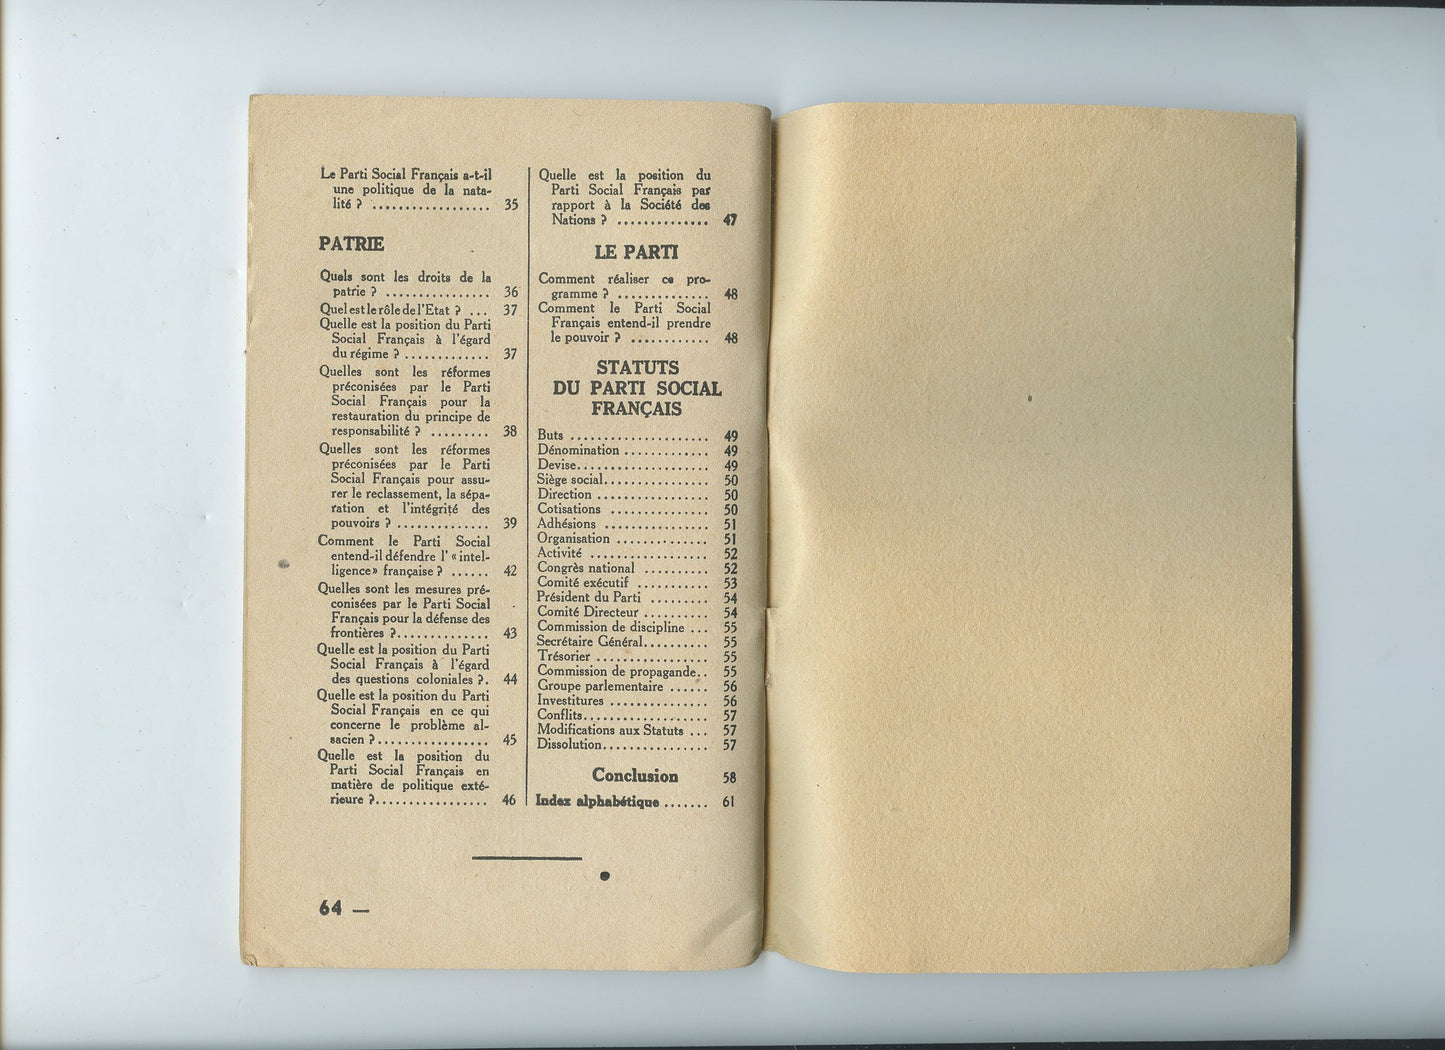 Le Parti Social Français a-t-il
une politique de la nata-
lité ? .................. 35
PATRIE
Quels sont les droits de la
patrie ? ................ 36
Quel est le rôle de l'Etat ? ... 37
Quelle est la position du Parti
Social Français à l'égard
du régime ? ............. 37
Quelles sont les réformes
préconisées par le Parti
Social Français pour la
restauration du principe de
responsabilité ? ......... 38
Quelles sont les réformes
préconisées par le Parti
Social Français pour assu-
rer le reclassement, la sépa-
ration et l'intégrité des
pouvoirs ? .............. 39
Comment le Parti Social
entend-il défendre l' « intel-
ligence » française ? ...... 42
Quelles sont les mesures pré-
conisées par le Parti Social
Français pour la défense des
frontières ?.............. 43
Quelle est la position du Parti
Social Français à l'égard
des questions coloniales ?. 44
Quelle est la position du Parti
Social Français en ce qui
concerne le problème al-
sacien ?................. 45
Quelle est la position du
Parti Social Français en
matière de politique exté-
rieure ?................. 46
Quelle est la position du
Parti Social Français par
rapport à la Société des
Nations ? .............. 47
LE PARTI
Comment réaliser ce pro-
gramme ? .............. 48
Comment le Parti Social
Français entend-il prendre
le pouvoir ? ............ 48
STATUTS
DU PARTI SOCIAL
FRANÇAIS
Buts ..................... 49
Dénomination ............. 49
Devise.................... 49
Siège social................ 50
Direction ................. 50
Cotisations ............... 50
Adhésions ................ 51
Organisation .............. 51
Activité .................. 52
Congrès national .......... 52
Comité exécutif ........... 53
Président du Parti ......... 54
Comité Directeur .......... 54
Commission de discipline ... 55
Secrétaire Général.......... 55
Trésorier ................. 55
Commission de propagande.. 55
Groupe parlementaire ...... 56
Investitures ............... 56
Conflits................... 57
Modifications aux Statuts ... 57
Dissolution................ 57
Conclusion 58
Index alphabétique ....... 61
64 —